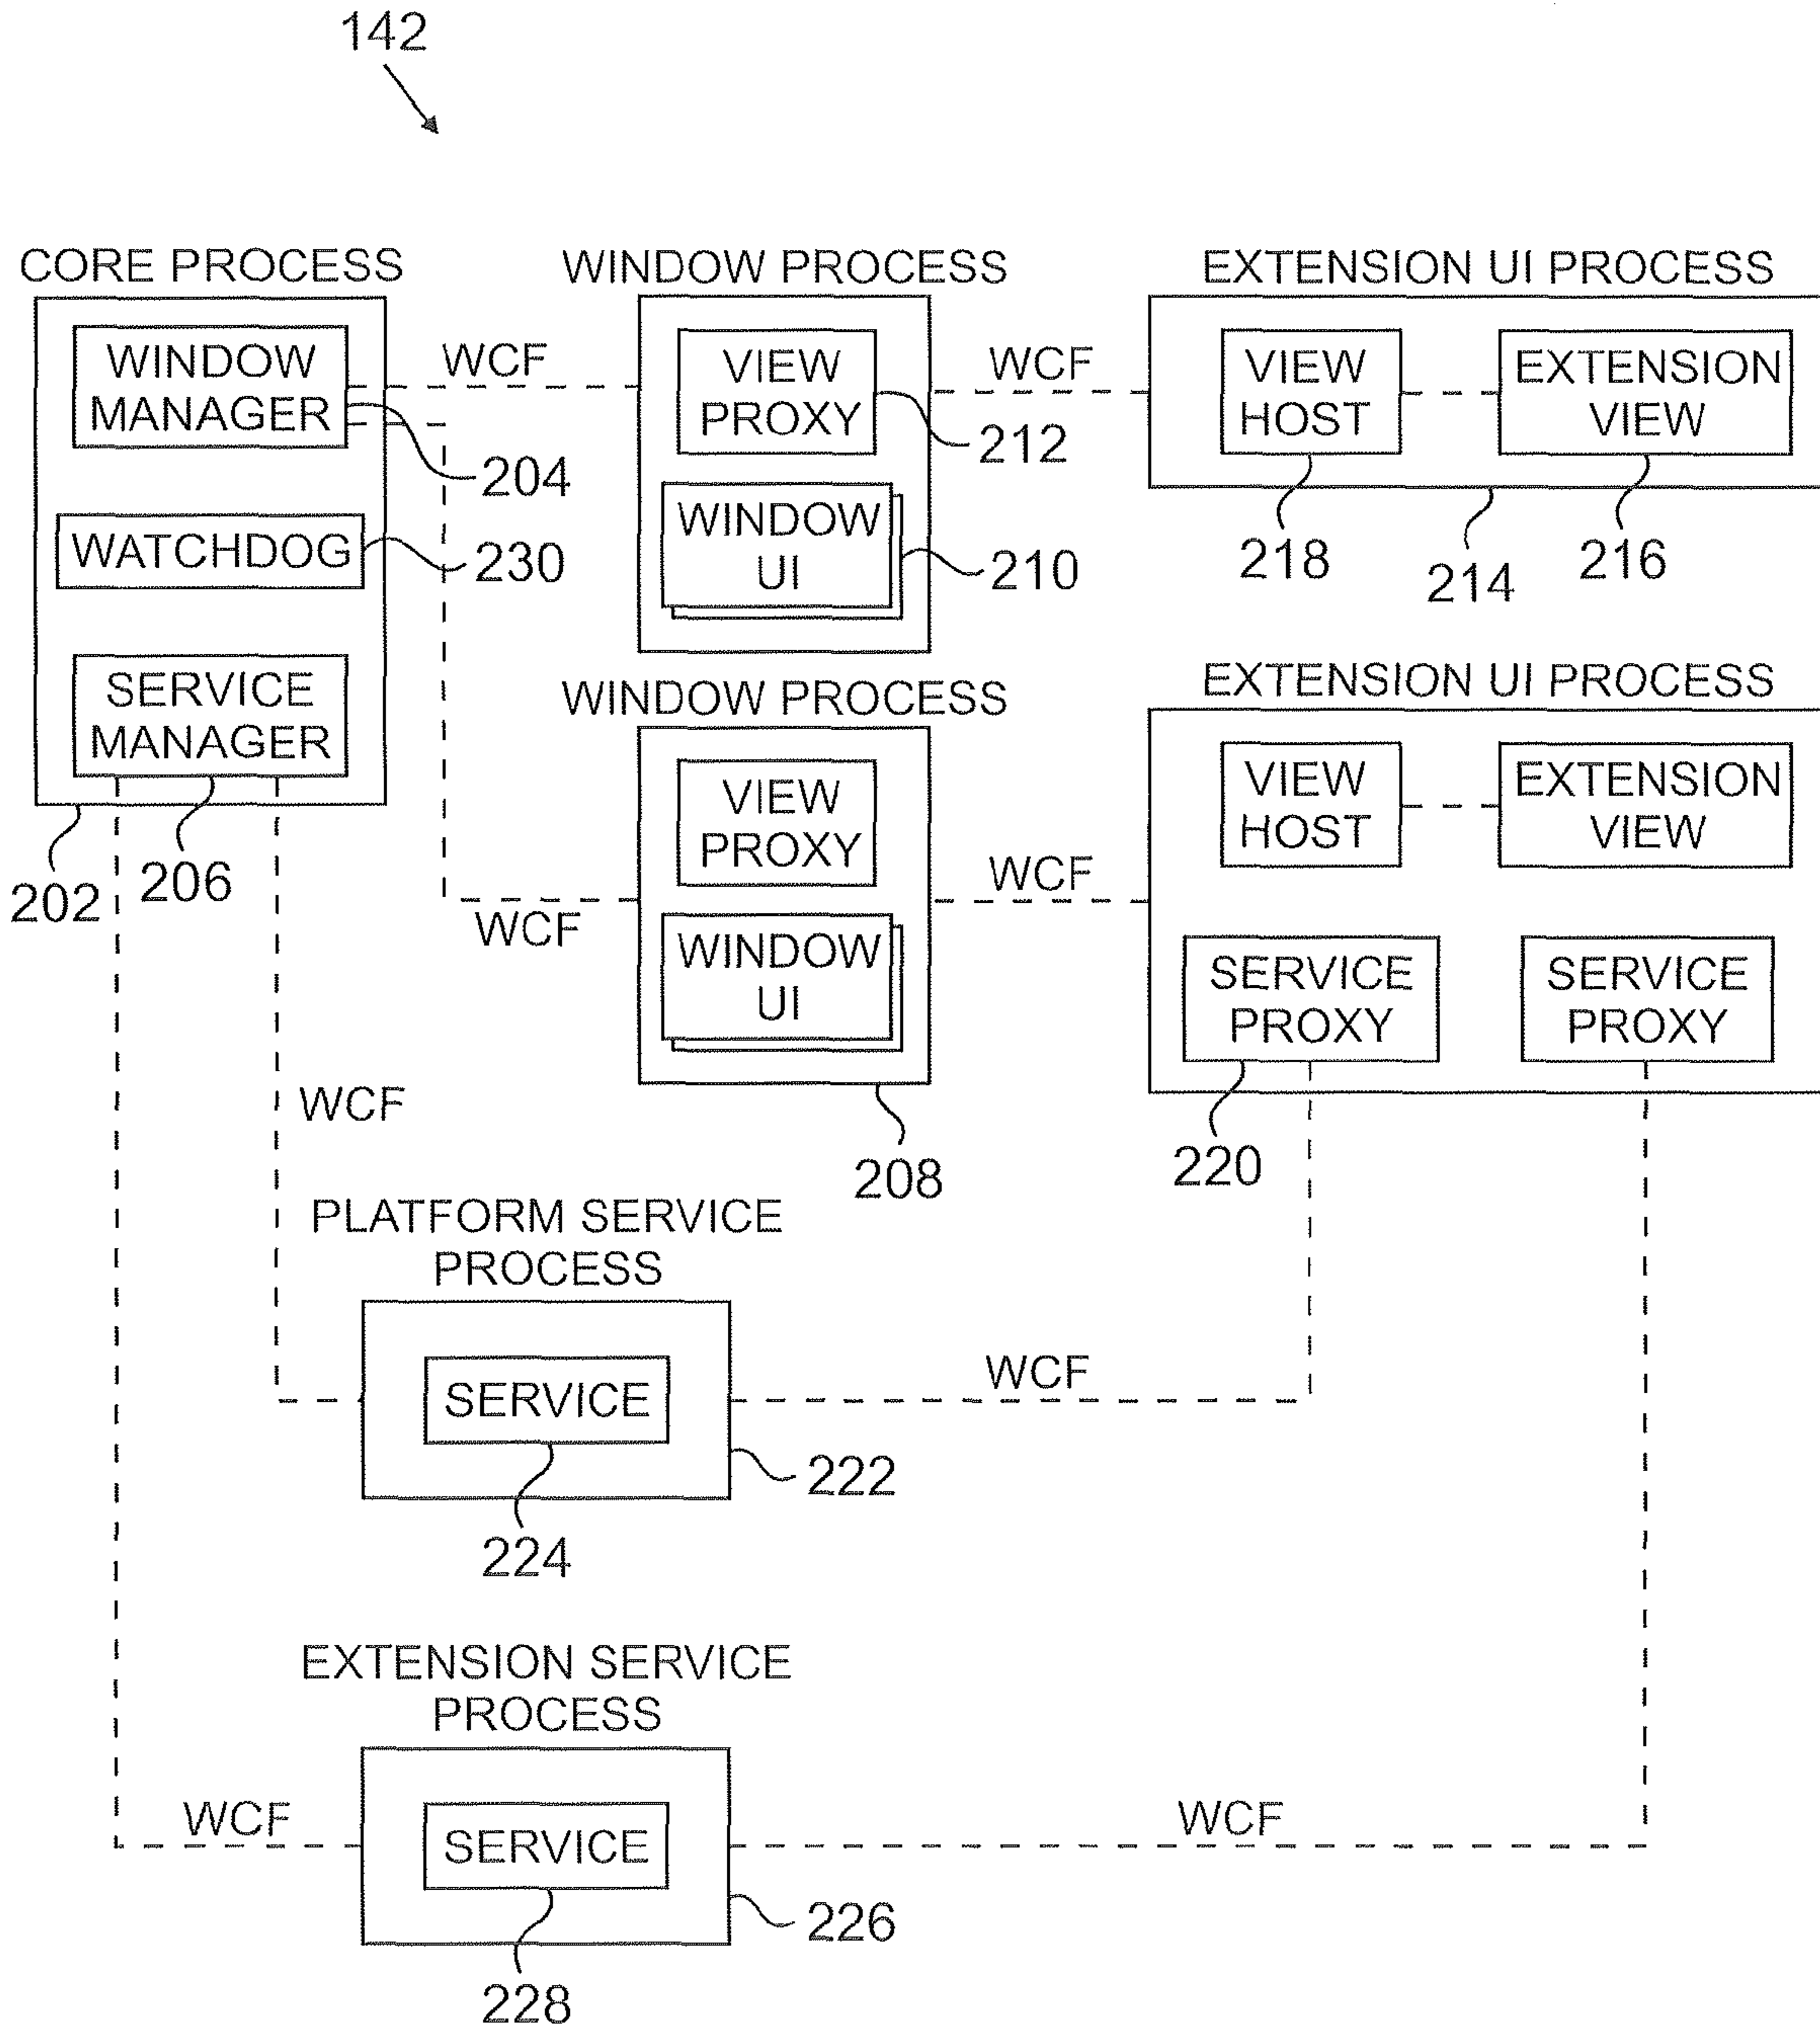 142
CORE PROCESS
WINDOW
MANAGER
204
WATCHDOG
230
SERVICE
MANAGER
202
206
WCF
WCF
WINDOW PROCESS
VIEW
PROXY
212
WINDOW
UI
210
WINDOW PROCESS
VIEW
PROXY
WINDOW
UI
208
WCF
WCF
EXTENSION UI PROCESS
VIEW
HOST
EXTENSION
VIEW
218
214
216
EXTENSION UI PROCESS
VIEW
HOST
EXTENSION
VIEW
SERVICE
PROXY
SERVICE
PROXY
220
WCF
PLATFORM SERVICE
PROCESS
SERVICE
222
224
WCF
EXTENSION SERVICE
PROCESS
WCF
SERVICE
226
228
WCF